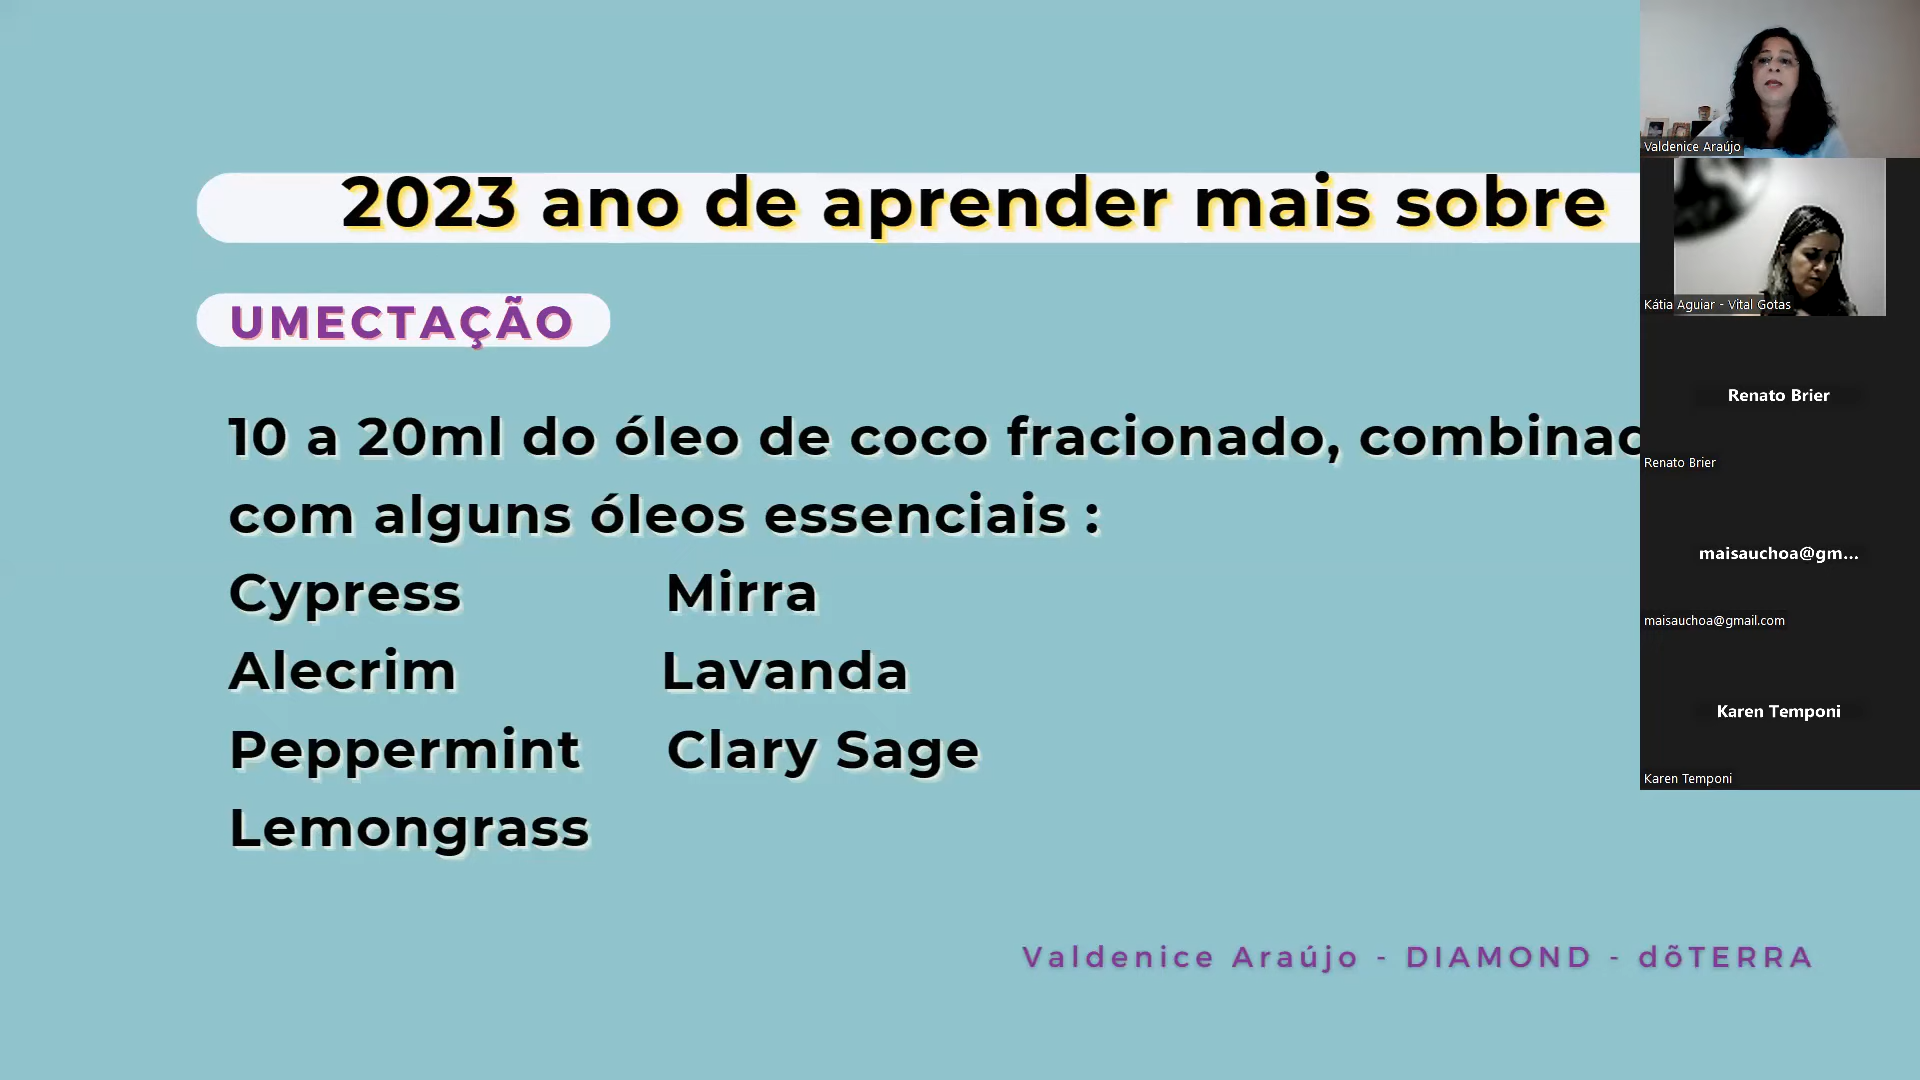 2023 ano de aprender mais sobre
UMECTAÇÃO
10 a 20ml do óleo de coco fracionado, combinad
com alguns óleos essenciais :
Cypress Mirra
Alecrim Lavanda
Peppermint Clary Sage
Lemongrass
Valdenice Araújo - DIAMOND - dõTERRA
Valdenice Araújo
Kátia Aguiar - Vital Gotas
Renato Brier
Renato Brier
maisauchoa@gm...
maisauchoa@gmail.com
Karen Temponi
Karen Temponi